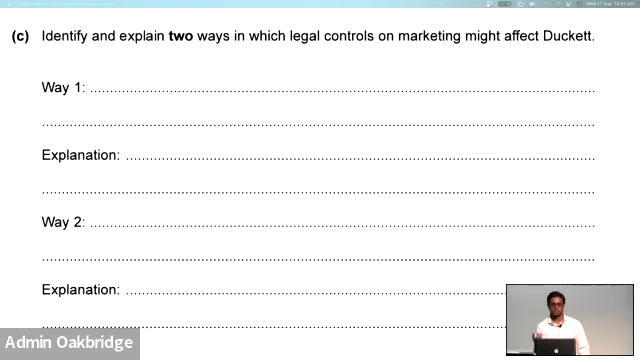 (c) Identify and explain two ways in which legal controls on marketing might affect Duckett.
Way 1: ..........
Explanation: ..........
Way 2: ..........
Explanation: ..........
Admin Oakbridge